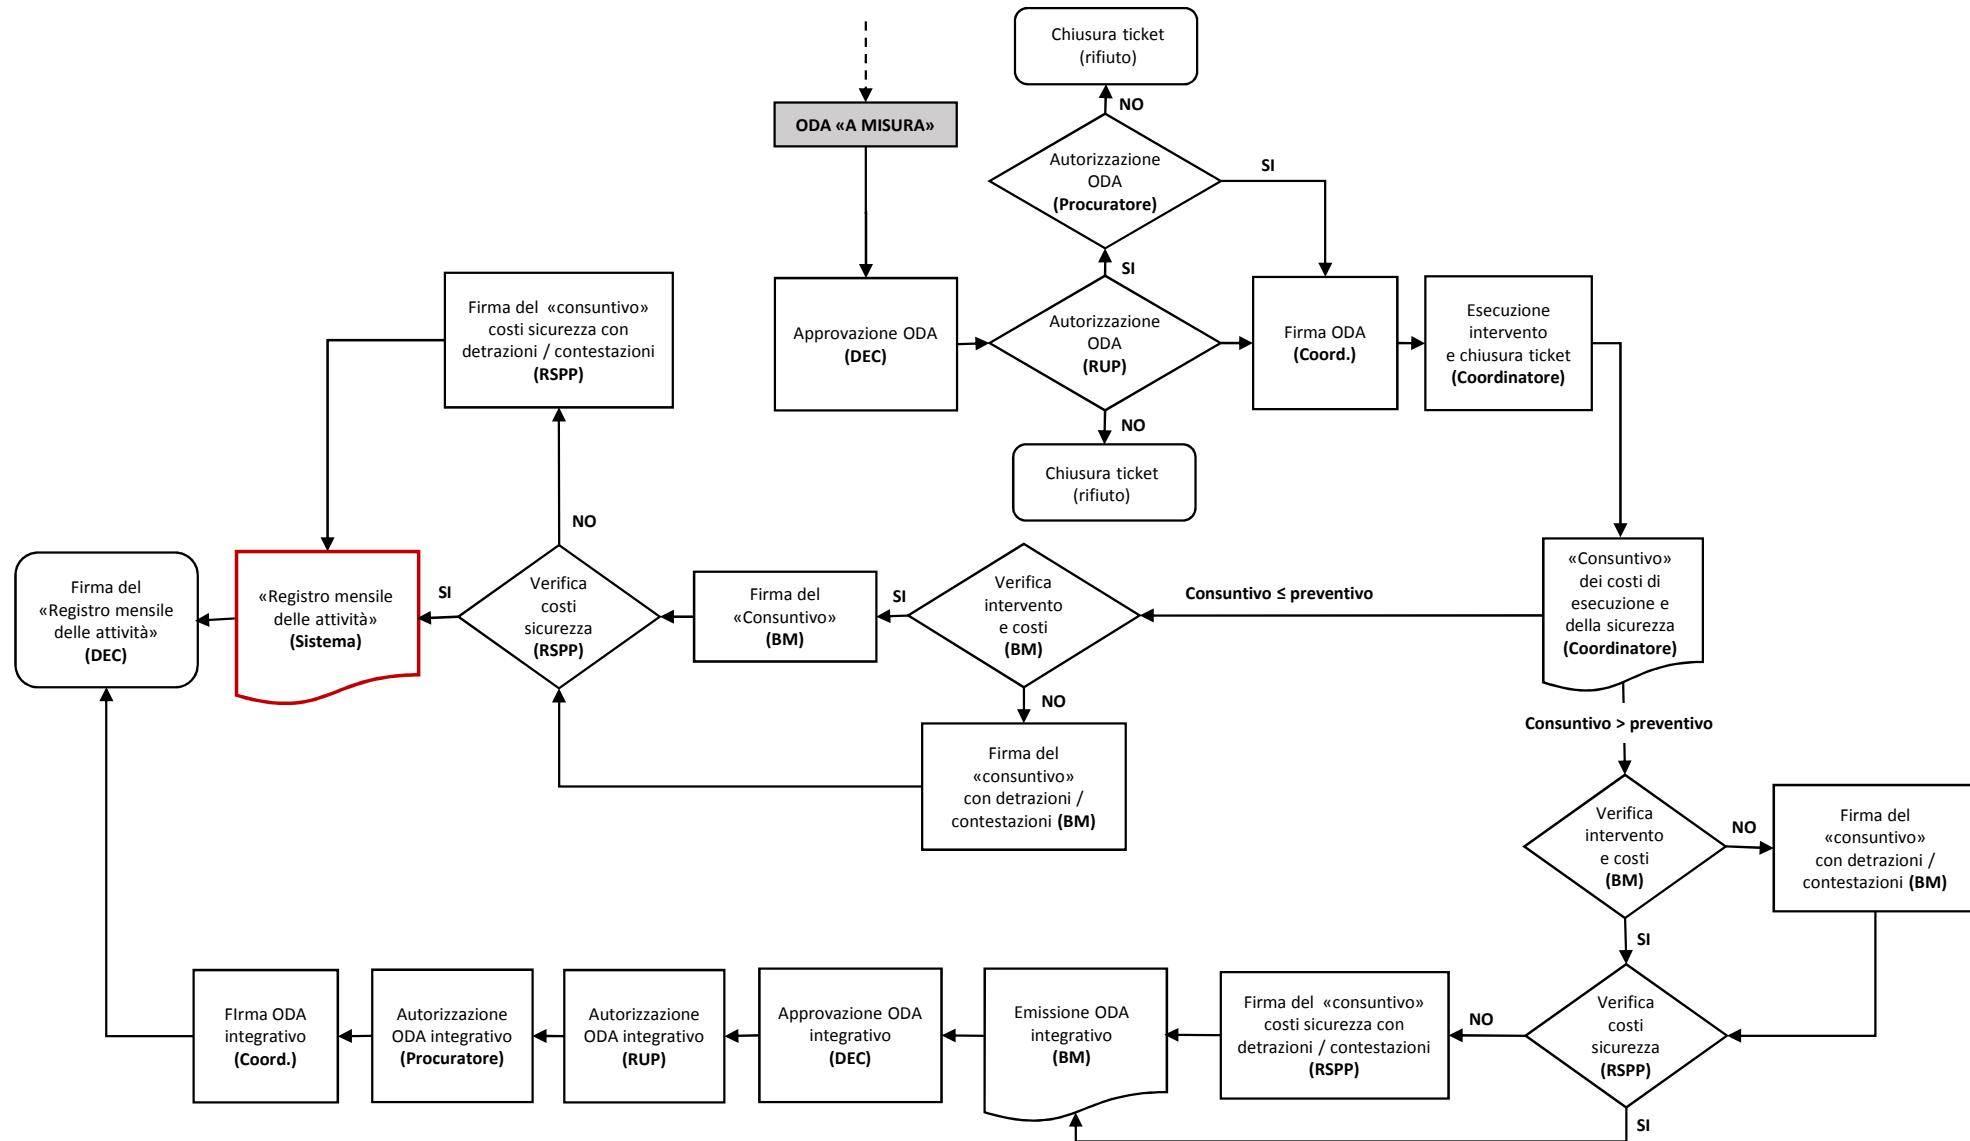 Chiusura ticket
(rifiuto)
NO
ODA «A MISURA»
Autorizzazione
ODA
(Procuratore)
SI
SI
Firma del «consuntivo»
costi sicurezza con
detrazioni / contestazioni
(RSPP)
Approvazione ODA
(DEC)
Autorizzazione
ODA
(RUP)
Firma ODA
(Coord.)
Esecuzione
intervento
e chiusura ticket
(Coordinatore)
NO
Chiusura ticket
(rifiuto)
NO
Firma del
«Registro mensile
delle attività»
(DEC)
«Registro mensile
delle attività»
(Sistema)
SI
Verifica
costi
sicurezza
(RSPP)
Firma del
«Consuntivo»
(BM)
SI
Verifica
intervento
e costi
(BM)
Consuntivo ≤ preventivo
«Consuntivo»
dei costi di
esecuzione e
della sicurezza
(Coordinatore)
NO
Consuntivo > preventivo
Firma del
«consuntivo»
con detrazioni /
contestazioni (BM)
Verifica
intervento
e costi
(BM)
NO
Firma del
«consuntivo»
con detrazioni /
contestazioni (BM)
SI
FIrma ODA
integrativo
(Coord.)
Autorizzazione
ODA integrativo
(Procuratore)
Autorizzazione
ODA integrativo
(RUP)
Approvazione ODA
integrativo
(DEC)
Emissione ODA
integrativo
(BM)
Firma del «consuntivo»
costi sicurezza con
detrazioni / contestazioni
(RSPP)
NO
Verifica
costi
sicurezza
(RSPP)
SI